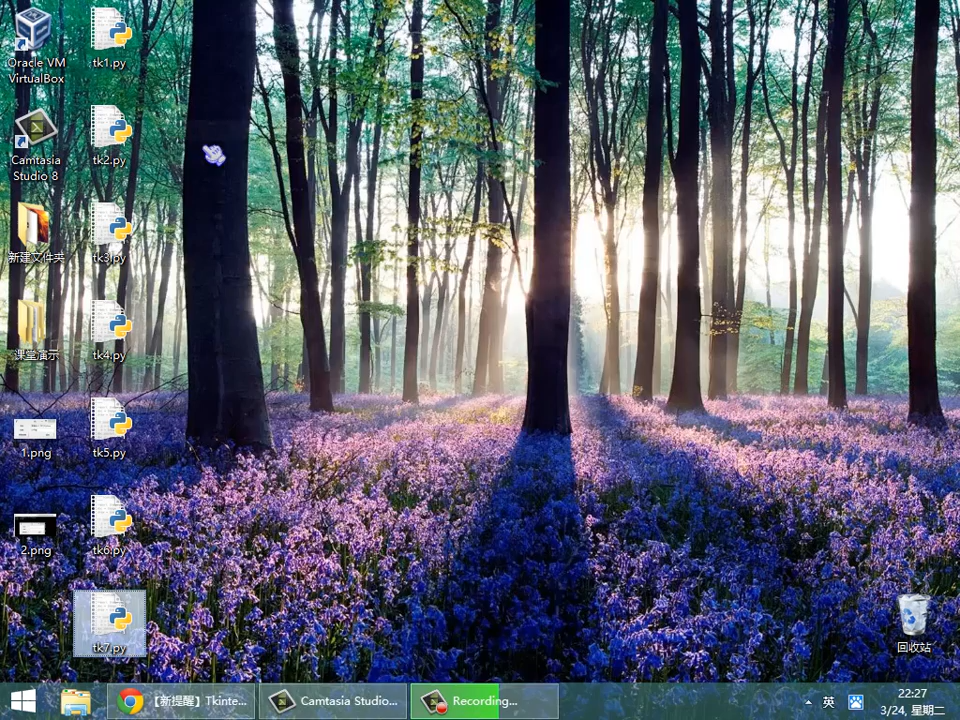 Oracle VM
VirtualBox
Camtasia
Studio 8
新建文件夹
课堂演示
1.png
2.png
tk1.py
tk2.py
tk3.py
tk4.py
tk5.py
tk6.py
tk7.py
回收站
【新提醒】Tkinte...
Camtasia Studio...
Recording...
英
22:27
3/24, 星期二